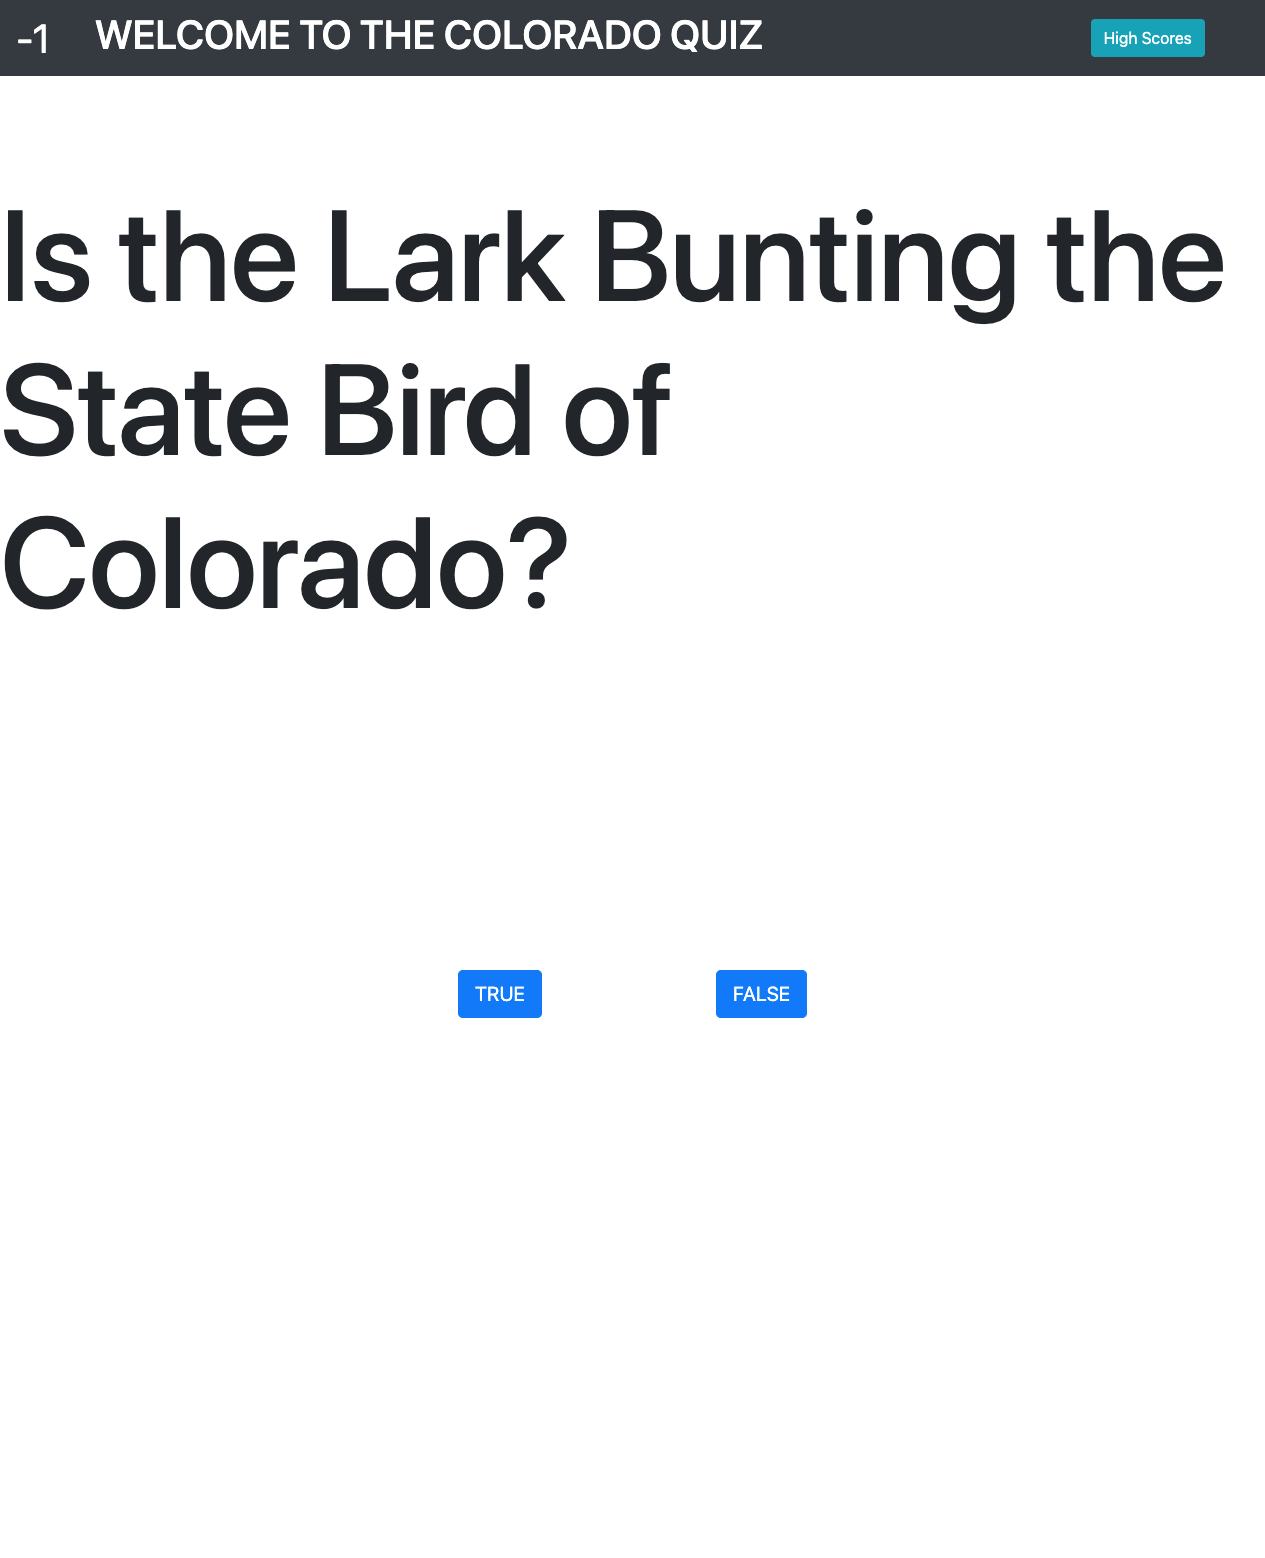 -1
WELCOME TO THE COLORADO QUIZ
High Scores
Is the Lark Bunting the
State Bird of
Colorado?
TRUE
FALSE